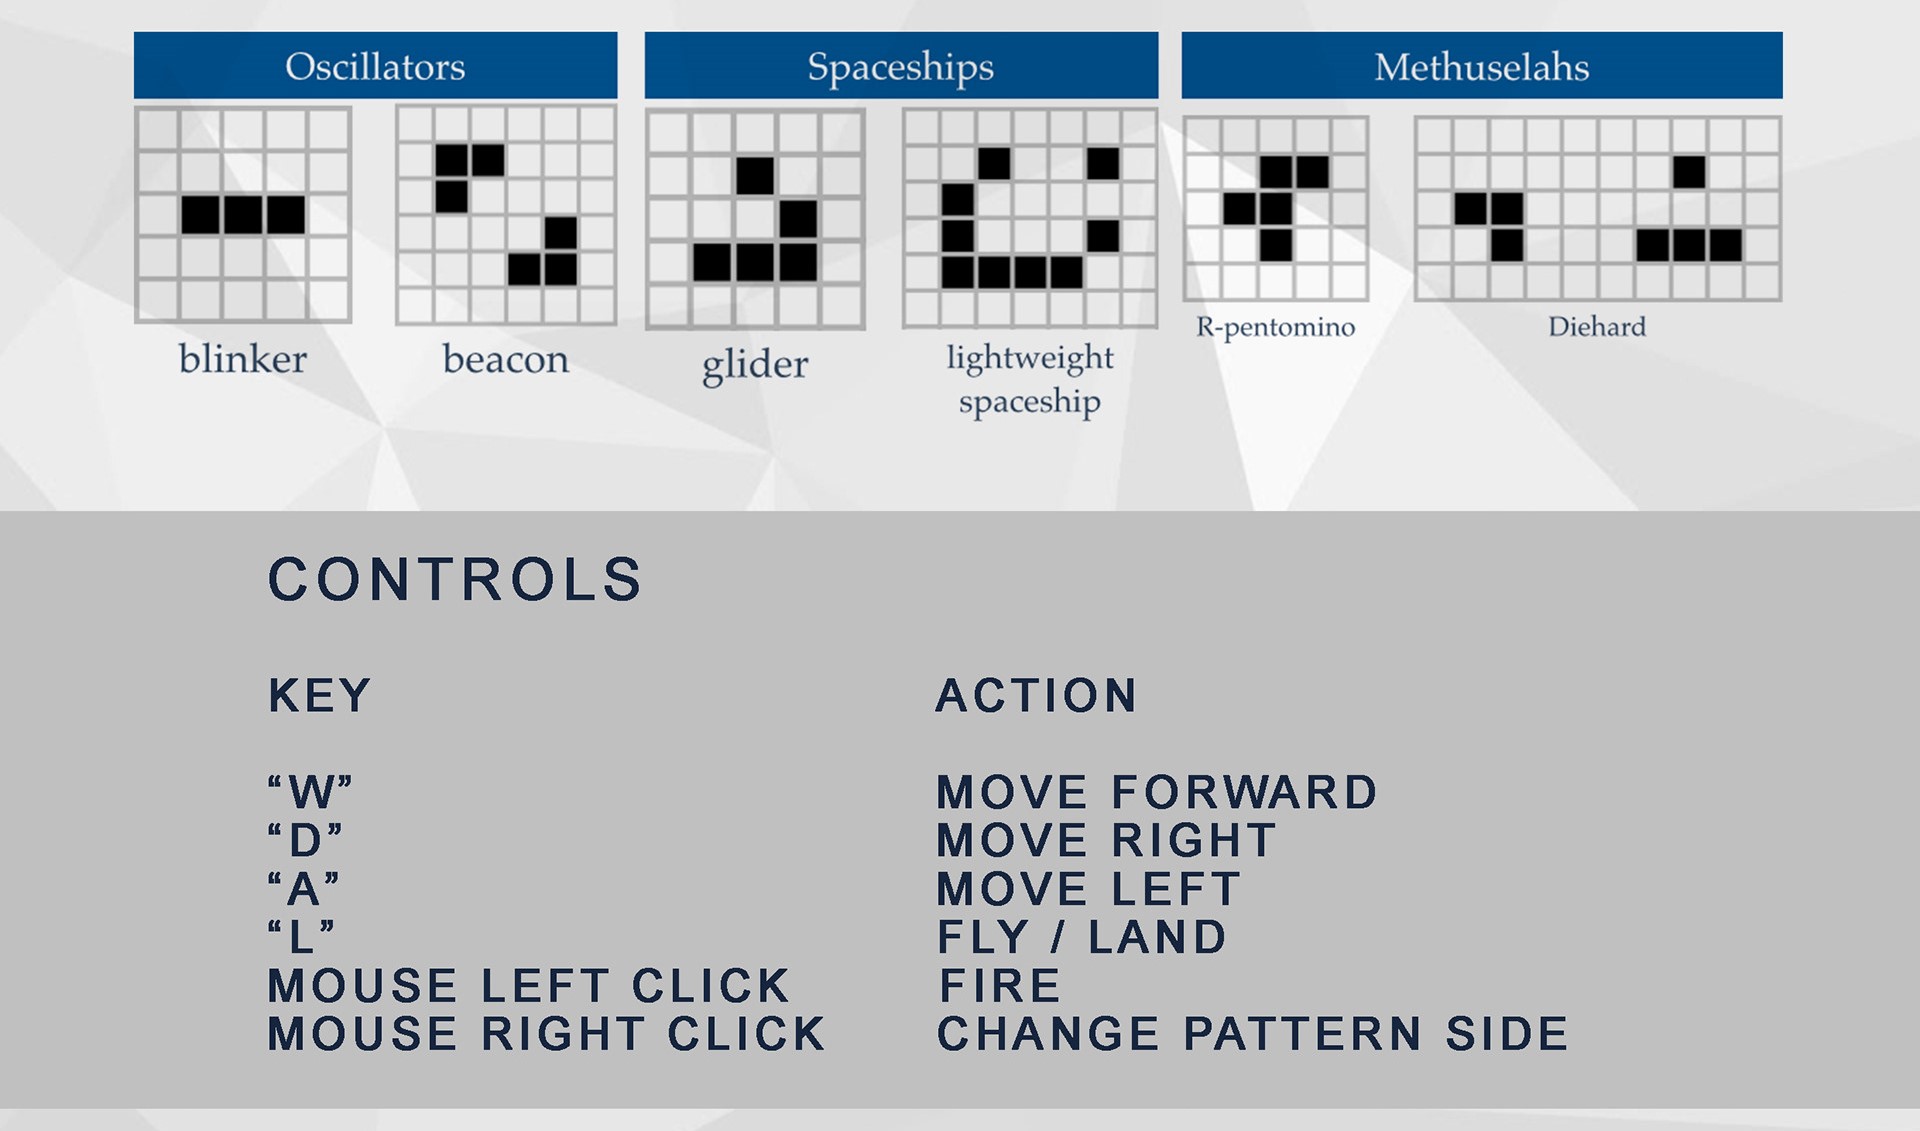 Oscillators
Spaceships
Methuselahs
blinker
beacon
glider
lightweight
spaceship
R-pentomino
Diehard
CONTROLS
KEY ACTION
“W” MOVE FORWARD
“D” MOVE RIGHT
“A” MOVE LEFT
“L” FLY / LAND
MOUSE LEFT CLICK FIRE
MOUSE RIGHT CLICK CHANGE PATTERN SIDE